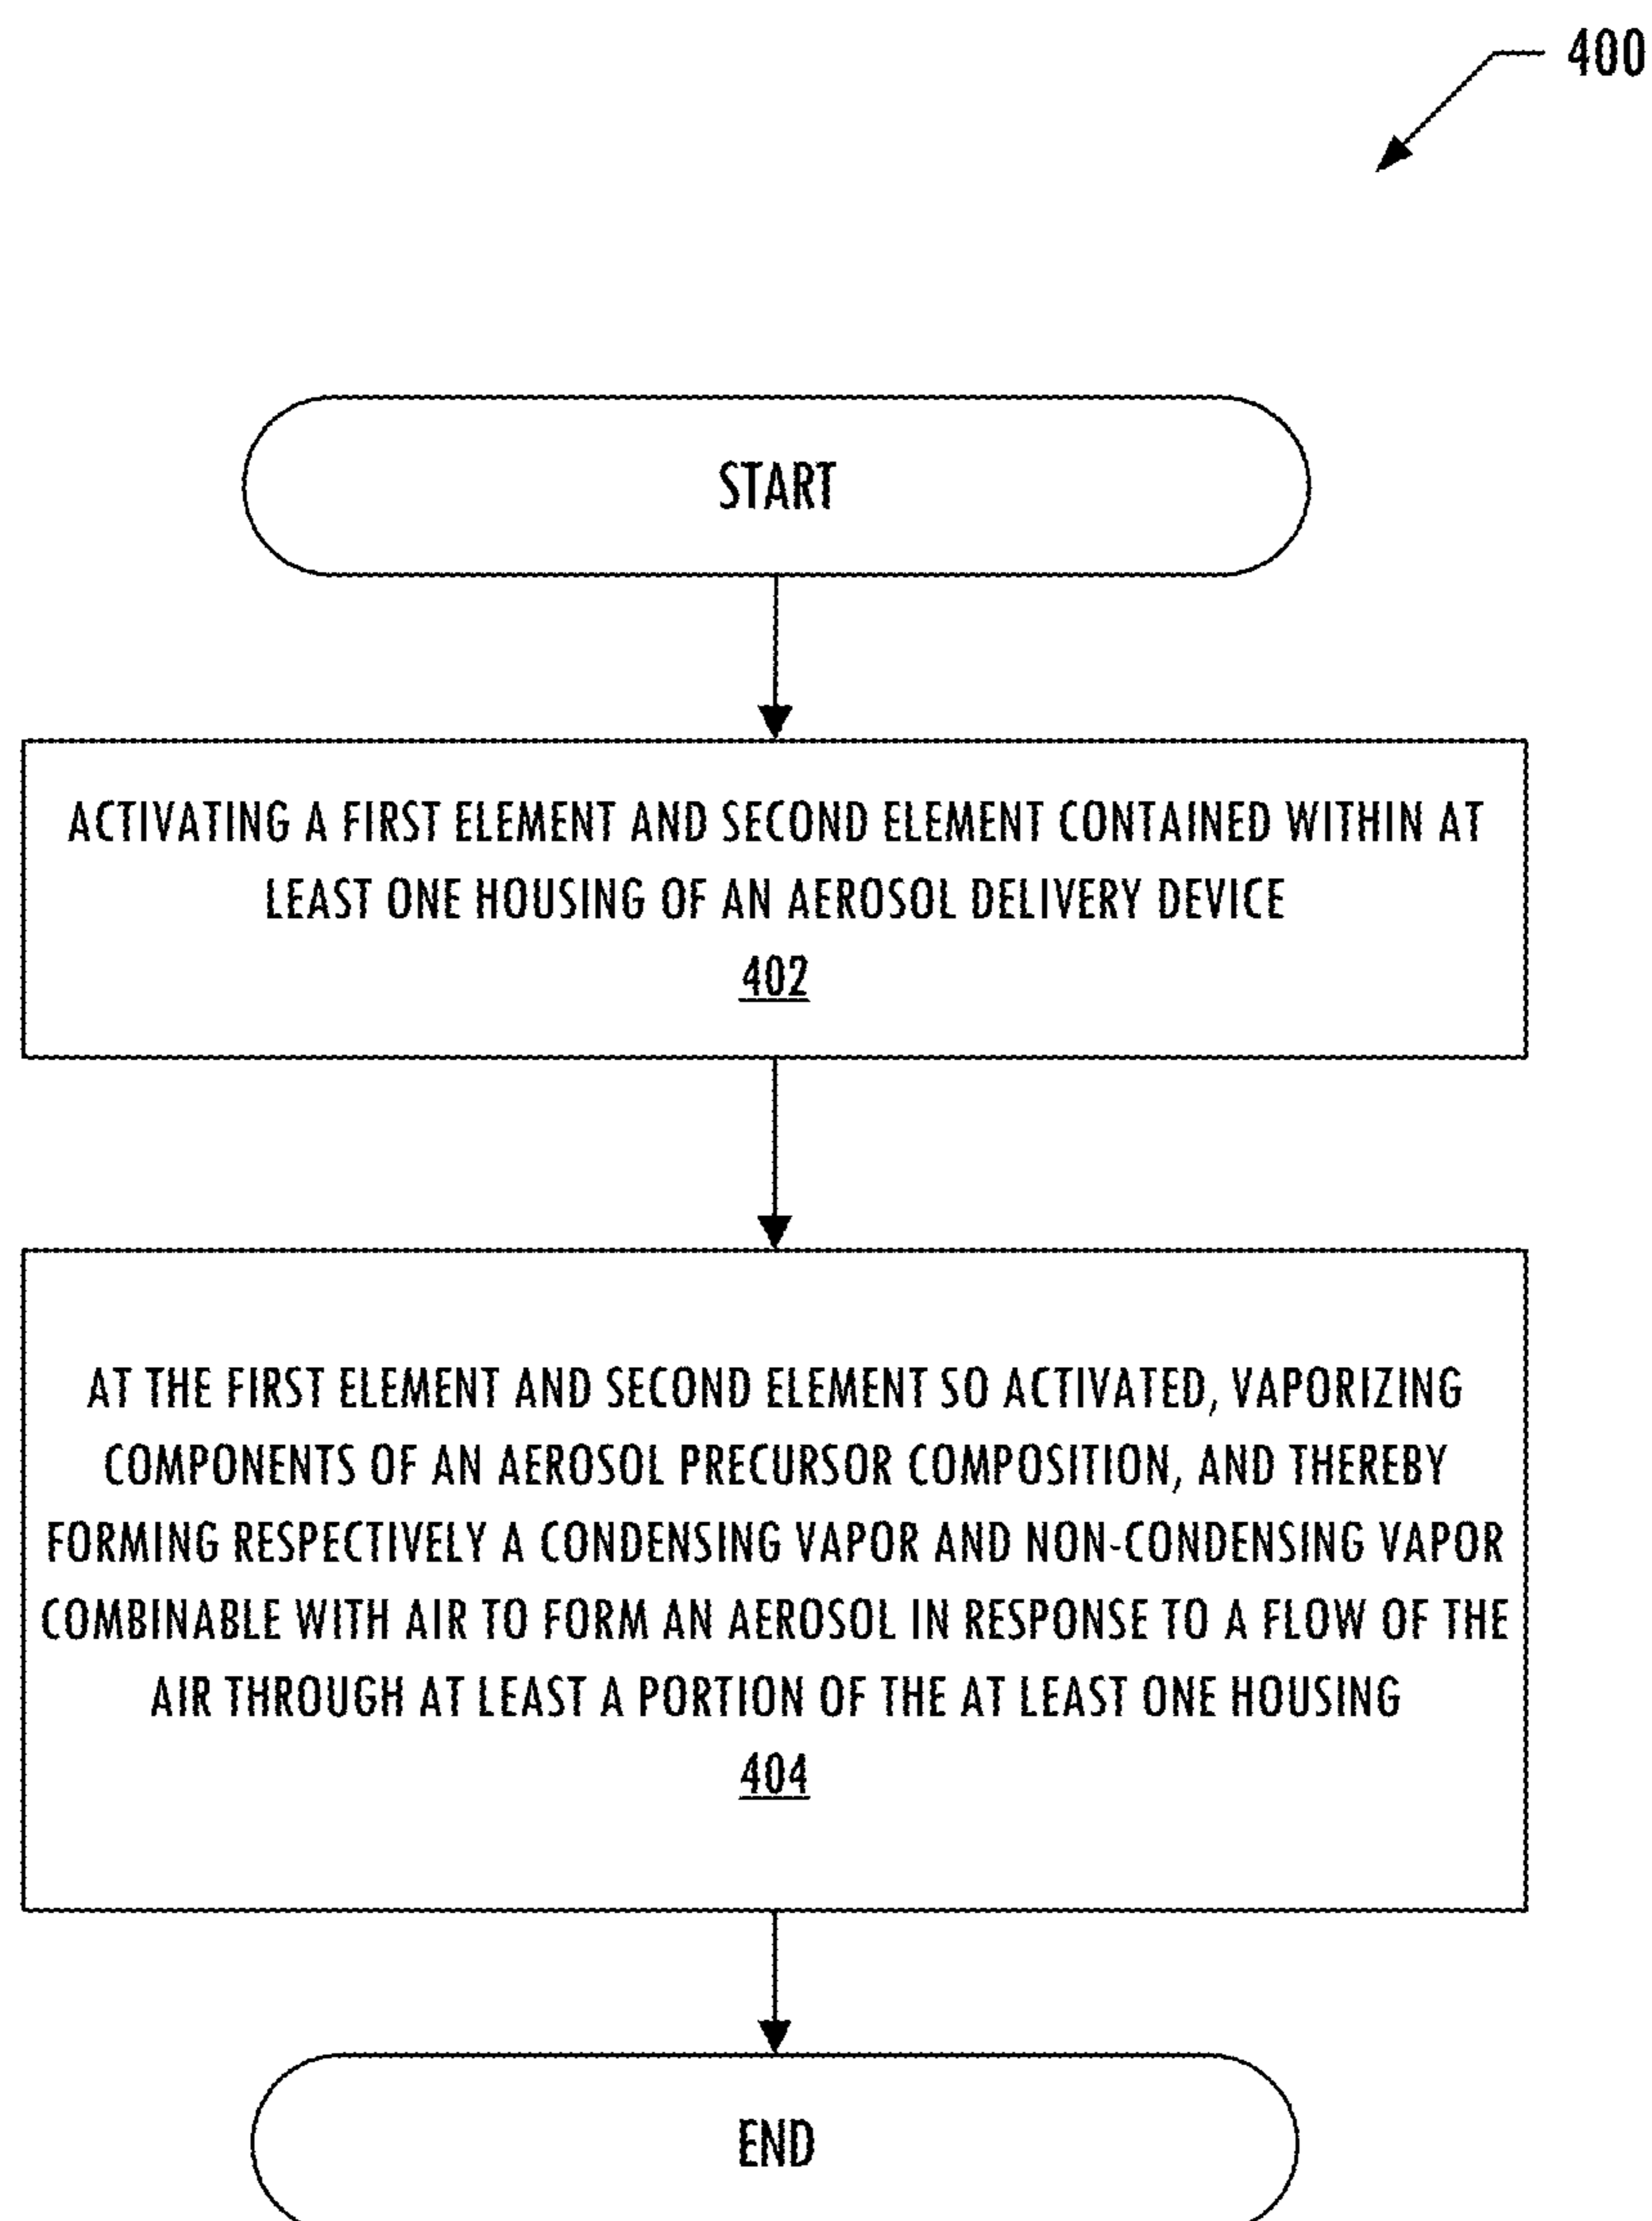 400
START
ACTIVATING A FIRST ELEMENT AND SECOND ELEMENT CONTAINED WITHIN AT
LEAST ONE HOUSING OF AN AEROSOL DELIVERY DEVICE
402
AT THE FIRST ELEMENT AND SECOND ELEMENT SO ACTIVATED, VAPORIZING
COMPONENTS OF AN AEROSOL PRECURSOR COMPOSITION, AND THEREBY
FORMING RESPECTIVELY A CONDENSING VAPOR AND NON-CONDENSING VAPOR
COMBINABLE WITH AIR TO FORM AN AEROSOL IN RESPONSE TO A FLOW OF THE
AIR THROUGH AT LEAST A PORTION OF THE AT LEAST ONE HOUSING
404
END